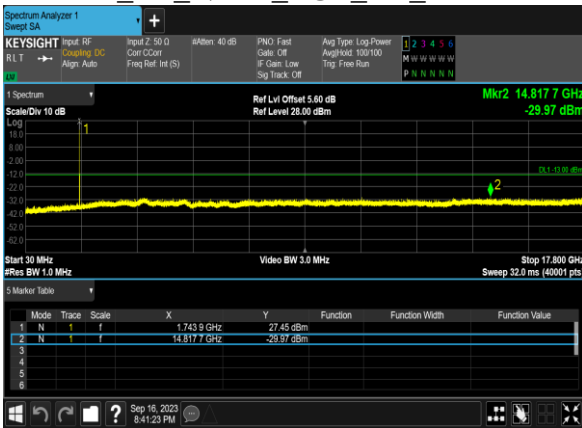 Spectrum Analyzer 1
Swept SA
+
KEYSIGHT Input: RF Input Z: 50 Ω #Atten: 40 dB PNO: Fast Avg Type: Log-Power 1 2 3 4 5 6
RLT Coupling: DC Corr CCorr Gate: Off Avg|Hold: 100/100 M W W W W W
Align: Auto Freq Ref: Int (S) IF Gain: Low Trig: Free Run
LW Sig Track: Off P N N N N N
1 Spectrum Ref Lvl Offset 5.60 dB Mkr2 14.817 7 GHz
Scale/Div 10 dB Ref Level 28.00 dBm -29.97 dBm
Log
18.0
8.00
-2.00
-12.0
-22.0
-32.0
-42.0
-52.0
-62.0
1
DL1 -13.00 dBm
2
Start 30 MHz Video BW 3.0 MHz Stop 17.800 GHz
#Res BW 1.0 MHz Sweep 32.0 ms (40001 pts)
5 Marker Table
Mode Trace Scale X Y Function Function Width Function Value
1 N 1 f 1.743 9 GHz 27.45 dBm
2 N 1 f 14.817 7 GHz -29.97 dBm
3
4
5
6
? Sep 16, 2023
8:41:23 PM